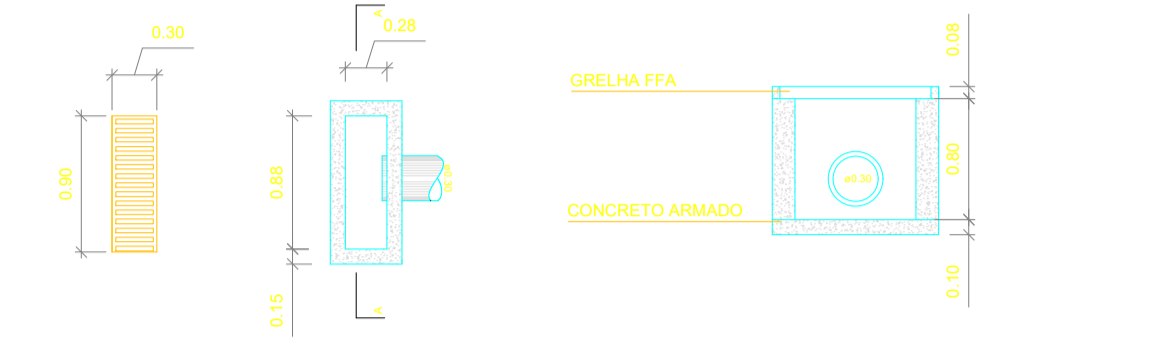 0.30
0.90
A
0.28
0.88
ø0.30
0.15
A
GRELHA FFA
CONCRETO ARMADO
ø0.30
0.08
0.80
0.10